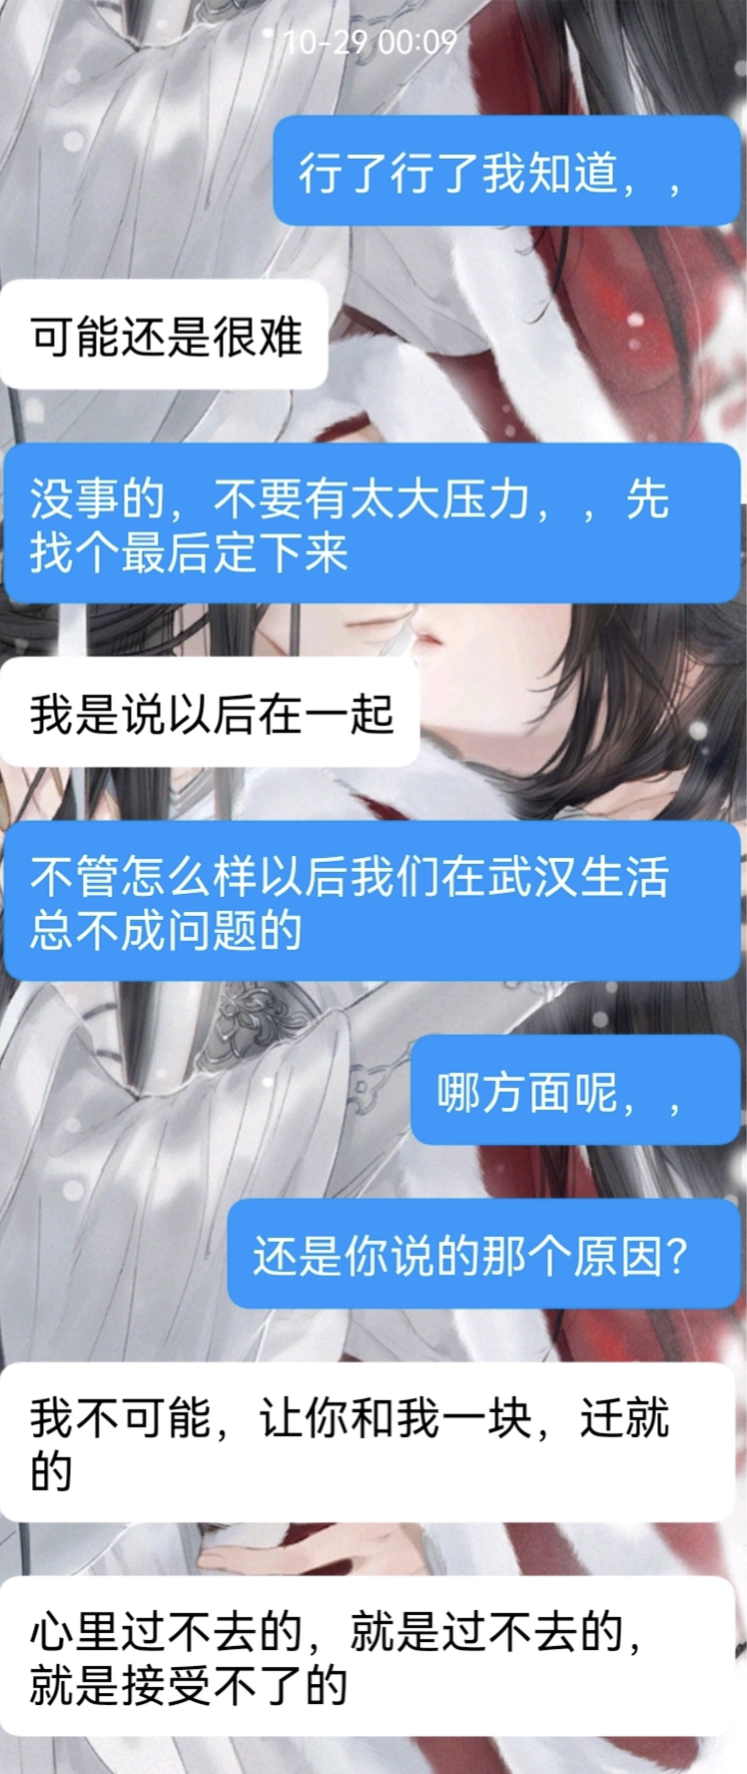 10-29 00:09
行了行了我知道，，
可能还是很难
没事的，不要有太大压力，，先
找个最后定下来
我是说以后在一起
不管怎么样以后我们在武汉生活
总不成问题的
哪方面呢，，
还是你说的那个原因？
我不可能，让你和我一块，迁就
的
心里过不去的，就是过不去的，
就是接受不了的